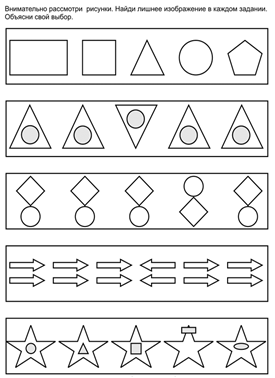 Внимательно рассмотри рисунки. Найди лишнее изображение в каждом задании.
Объясни свой выбор.